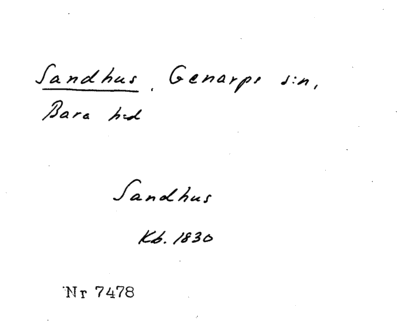 Sandhus, Genarps s:n,
Bara hd
Sandhus
Kb. 1830
Nr 7478